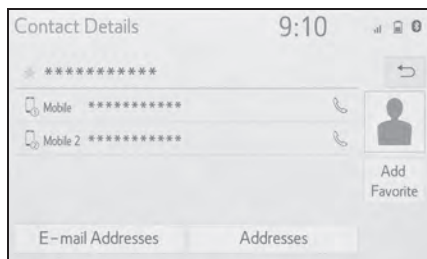 Contact Details 9:10
***********
Mobile ***********
Mobile 2 ***********
Add
Favorite
E-mail Addresses Addresses